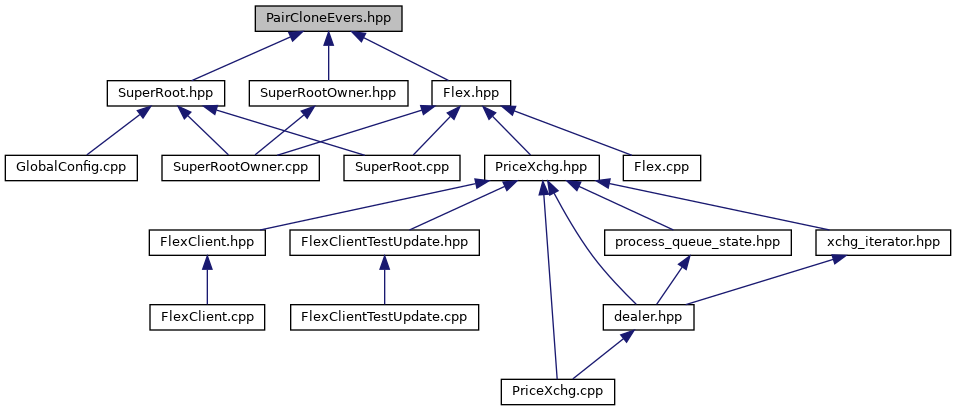 PairCloneEvers.hpp
SuperRoot.hpp
SuperRootOwner.hpp
Flex.hpp
GlobalConfig.cpp
SuperRootOwner.cpp
SuperRoot.cpp
PriceXchg.hpp
Flex.cpp
FlexClient.hpp
FlexClientTestUpdate.hpp
process_queue_state.hpp
xchg_iterator.hpp
FlexClient.cpp
FlexClientTestUpdate.cpp
dealer.hpp
PriceXchg.cpp